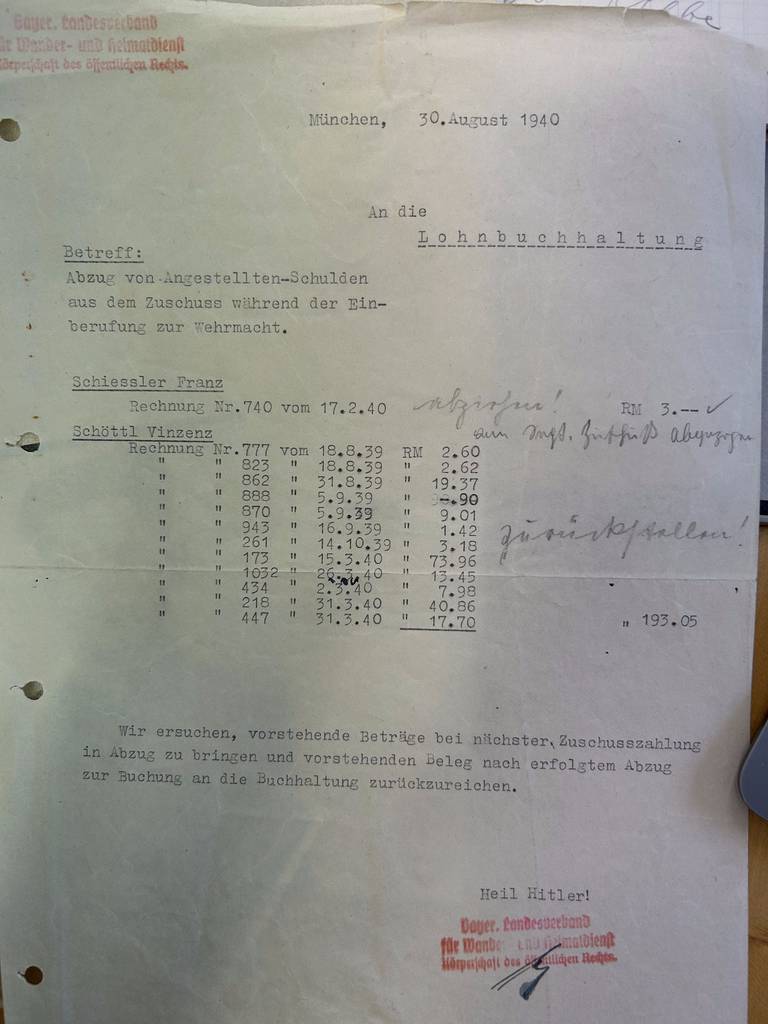 Bayer. Landesverband
für Wander- und Heimatdienst
Körperschaft des öffentlichen Rechts.
München, 30.August 1940
An die
Lohnbuchhaltung
Betreff:
Abzug von Angestellten-Schulden
aus dem Zuschuss während der Ein-
berufung zur Wehrmacht.
Schiessler Franz
Rechnung Nr.740 vom 17.2.40 abziehen! RM 3.-- ✓
Schöttl Vinzenz Zuschuß abgezogen
Rechnung Nr.777 vom 18.8.39 RM 2.60
" " 823 " 18.8.39 " 2.62
" " 862 " 31.8.39 " 19.37
" " 888 " 5.9.39 " -.90
" " 870 " 5.9.39 " 9.01
" " 943 " 16.9.39 " 1.42 zurückstellen!
" " 261 " 14.10.39 " 3.18
" " 173 " 15.3.40 " 73.96
" " 1032 " 26.3.40 " 13.45
" " 434 " 2.3.40 " 7.98
" " 218 " 31.3.40 " 40.86
" " 447 " 31.3.40 " 17.70 " 193.05
Wir ersuchen, vorstehende Beträge bei nächster Zuschusszahlung
in Abzug zu bringen und vorstehenden Beleg nach erfolgtem Abzug
zur Buchung an die Buchhaltung zurückzureichen.
Heil Hitler!
Bayer. Landesverband
für Wander- und Heimatdienst
Körperschaft des öffentlichen Rechts.